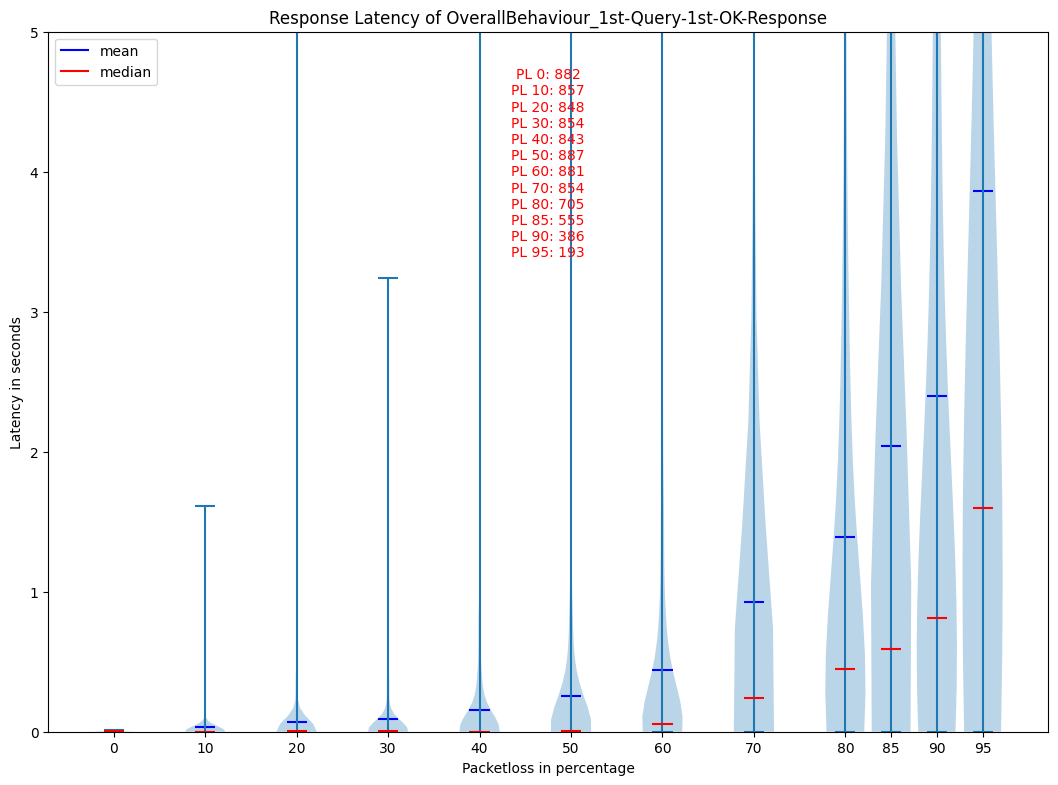 Response Latency of OverallBehaviour_1st-Query-1st-OK-Response
5
mean
median
PL 0: 882
PL 10: 857
PL 20: 848
PL 30: 854
PL 40: 843
PL 50: 887
PL 60: 881
PL 70: 854
PL 80: 705
PL 85: 555
PL 90: 386
PL 95: 193
4
3
2
1
0
Latency in seconds
0 10 20 30 40 50 60 70 80 85 90 95
Packetloss in percentage